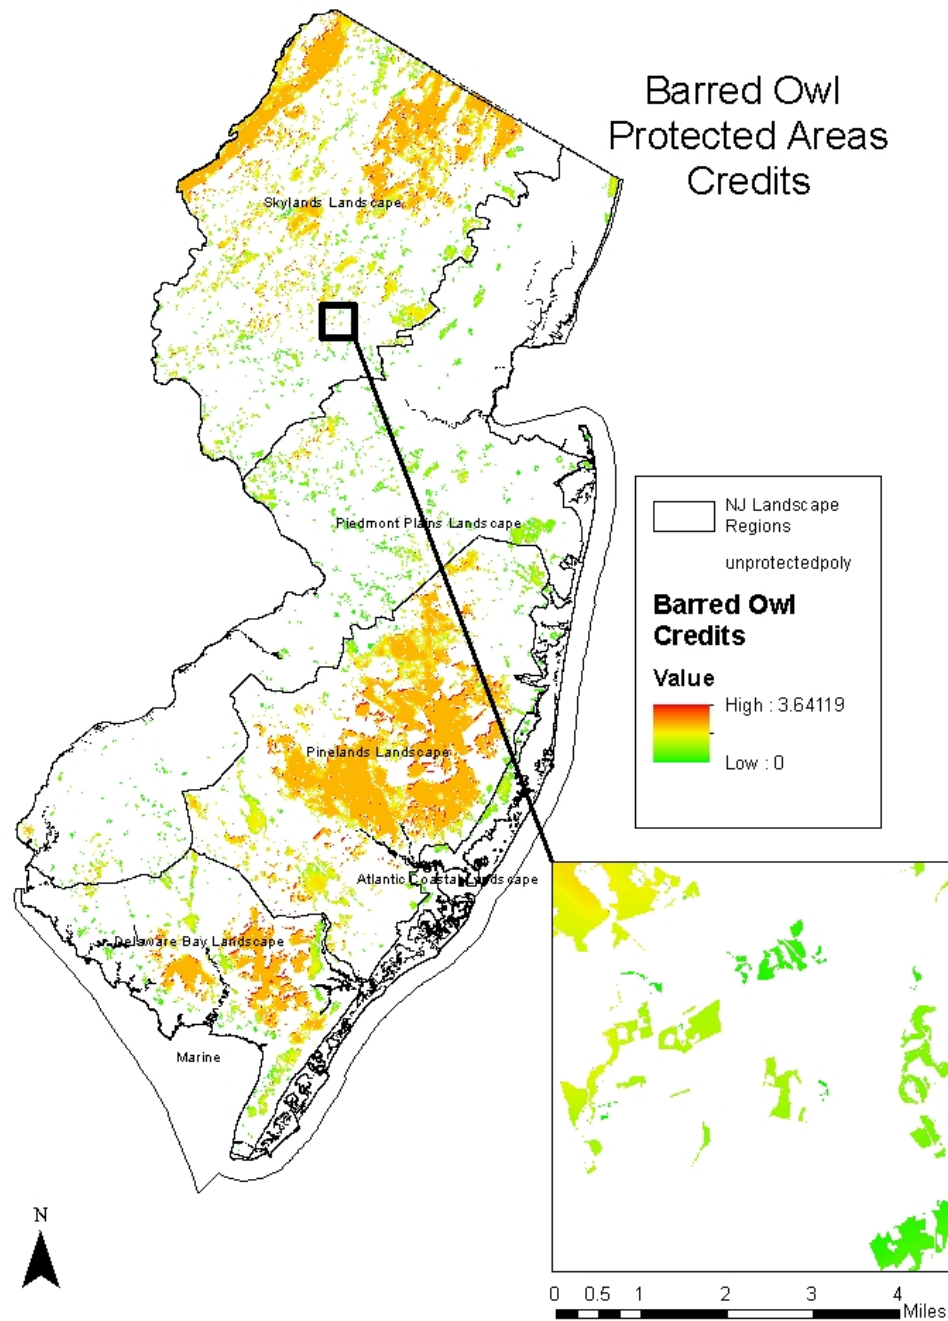 Barred Owl
Protected Areas
Credits
Skylands Landscape
Piedmont Plains Landscape
NJ Landscape
Regions
unprotectedpoly
Barred Owl
Credits
Value
High : 3.64119
Low : 0
Pinelands Landscape
Atlantic Coastal Landscape
Delaware Bay Landscape
Marine
N
0 0.5 1 2 3 4
Miles